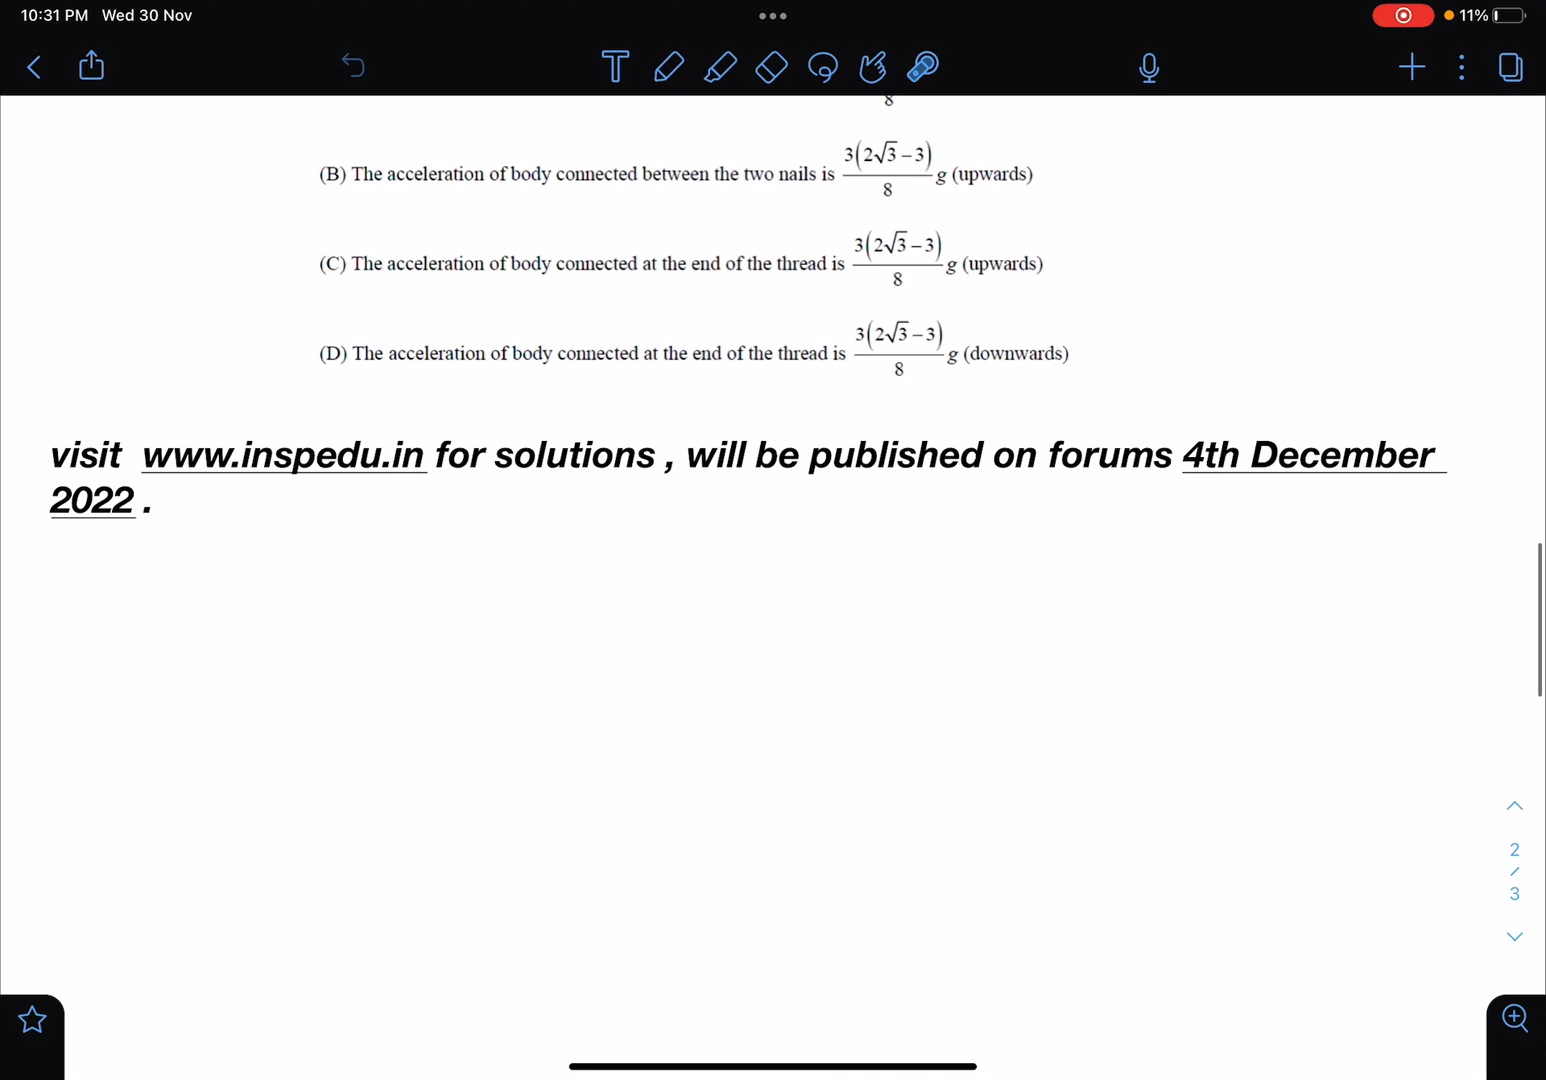 10:31 PM Wed 30 Nov
11%
8
(B) The acceleration of body connected between the two nails is 3(2√3−3)/8 g (upwards)
(C) The acceleration of body connected at the end of the thread is 3(2√3−3)/8 g (upwards)
(D) The acceleration of body connected at the end of the thread is 3(2√3−3)/8 g (downwards)
visit www.inspedu.in for solutions , will be published on forums 4th December
2022 .
2
/
3